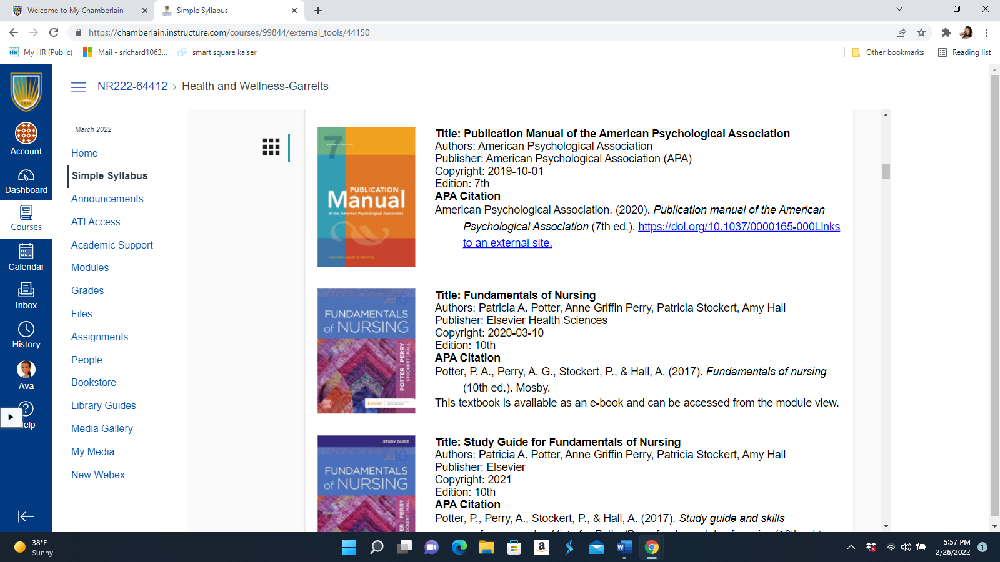 Welcome to My Chamberlain
Simple Syllabus
https://chamberlain.instructure.com/courses/99844/external_tools/44150
HR My HR (Public)
Mail - srichard1063...
smart square kaiser
Other bookmarks
Reading list
NR222-64412 › Health and Wellness-Garrelts
Account
Dashboard
Courses
Calendar
Inbox
History
Ava
elp
March 2022
Home
Simple Syllabus
Announcements
ATI Access
Academic Support
Modules
Grades
Files
Assignments
People
Bookstore
Library Guides
Media Gallery
My Media
New Webex
7
PUBLICATION
Manual
of the American Psychological Association
THE OFFICIAL GUIDE TO APA STYLE
Title: Publication Manual of the American Psychological Association
Authors: American Psychological Association
Publisher: American Psychological Association (APA)
Copyright: 2019-10-01
Edition: 7th
APA Citation
American Psychological Association. (2020). Publication manual of the American
Psychological Association (7th ed.). https://doi.org/10.1037/0000165-000Links
to an external site.
10
FUNDAMENTALS
of NURSING
POTTER | PERRY
STOCKERT | HALL
Evolve
Title: Fundamentals of Nursing
Authors: Patricia A. Potter, Anne Griffin Perry, Patricia Stockert, Amy Hall
Publisher: Elsevier Health Sciences
Copyright: 2020-03-10
Edition: 10th
APA Citation
Potter, P. A., Perry, A. G., Stockert, P., & Hall, A. (2017). Fundamentals of nursing
(10th ed.). Mosby.
This textbook is available as an e-book and can be accessed from the module view.
STUDY GUIDE
10
FUNDAMENTALS
of NURSING
PERRY
HALL
Title: Study Guide for Fundamentals of Nursing
Authors: Patricia A. Potter, Anne Griffin Perry, Patricia Stockert, Amy Hall
Publisher: Elsevier
Copyright: 2021
Edition: 10th
APA Citation
Potter, P., Perry, A., Stockert, P., & Hall, A. (2017). Study guide and skills
38°F
Sunny
5:57 PM
2/26/2022
1